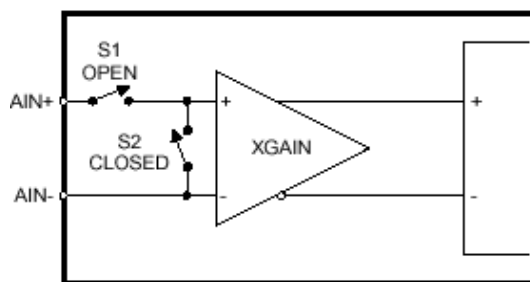 S1
OPEN
AIN+
+
+
S2
CLOSED
XGAIN
AIN-
-
-